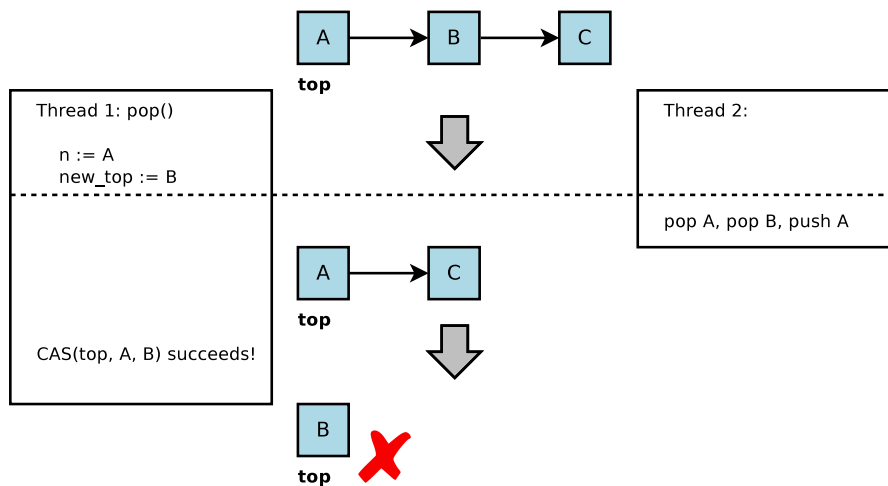 A B C
top
Thread 1: pop()
n := A
new_top := B
Thread 2:
pop A, pop B, push A
A C
top
CAS(top, A, B) succeeds!
B
top